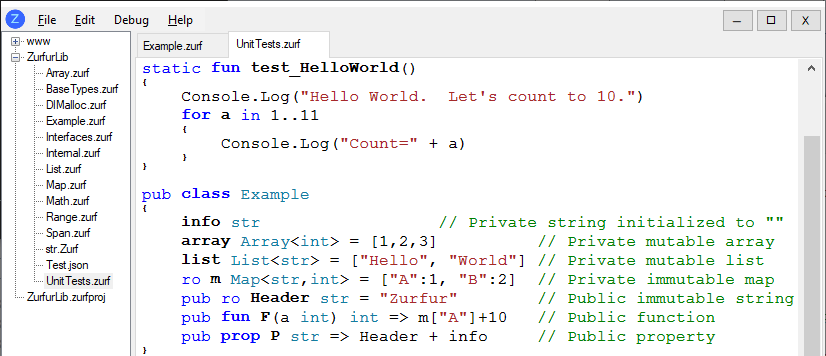 Z File Edit Debug Help
www
ZurfurLib
Array.zurf
BaseTypes.zurf
DlMalloc.zurf
Example.zurf
Interfaces.zurf
Internal.zurf
List.zurf
Map.zurf
Math.zurf
Range.zurf
Span.zurf
str.Zurf
Test.json
UnitTests.zurf
ZurfurLib.zurfproj
Example.zurf UnitTests.zurf
static fun test_HelloWorld()
{
    Console.Log("Hello World.  Let's count to 10.")
    for a in 1..11
    {
        Console.Log("Count=" + a)
    }
}
pub class Example
{
    info str                  // Private string initialized to ""
    array Array<int> = [1,2,3]          // Private mutable array
    list List<str> = ["Hello", "World"] // Private mutable list
    ro m Map<str,int> = ["A":1, "B":2]  // Private immutable map
    pub ro Header str = "Zurfur"        // Public immutable string
    pub fun F(a int) int => m["A"]+10   // Public function
    pub prop P str => Header + info     // Public property
}